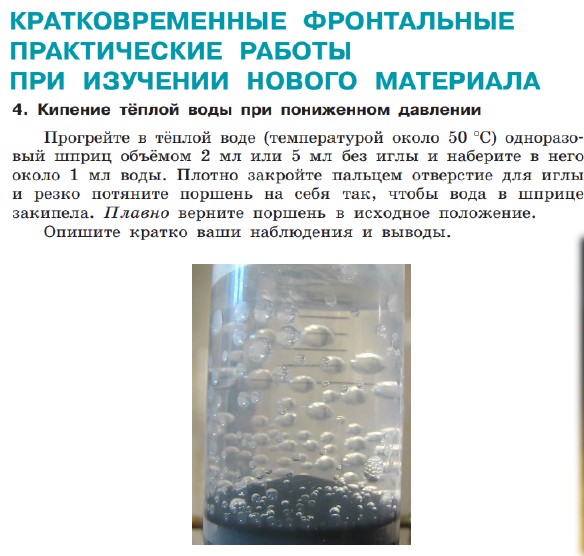 КРАТКОВРЕМЕННЫЕ ФРОНТАЛЬНЫЕ
ПРАКТИЧЕСКИЕ РАБОТЫ
ПРИ ИЗУЧЕНИИ НОВОГО МАТЕРИАЛА
4. Кипение тёплой воды при пониженном давлении
Прогрейте в тёплой воде (температурой около 50 °С) одноразо-
вый шприц объёмом 2 мл или 5 мл без иглы и наберите в него
около 1 мл воды. Плотно закройте пальцем отверстие для иглы
и резко потяните поршень на себя так, чтобы вода в шприце
закипела. Плавно верните поршень в исходное положение.
Опишите кратко ваши наблюдения и выводы.